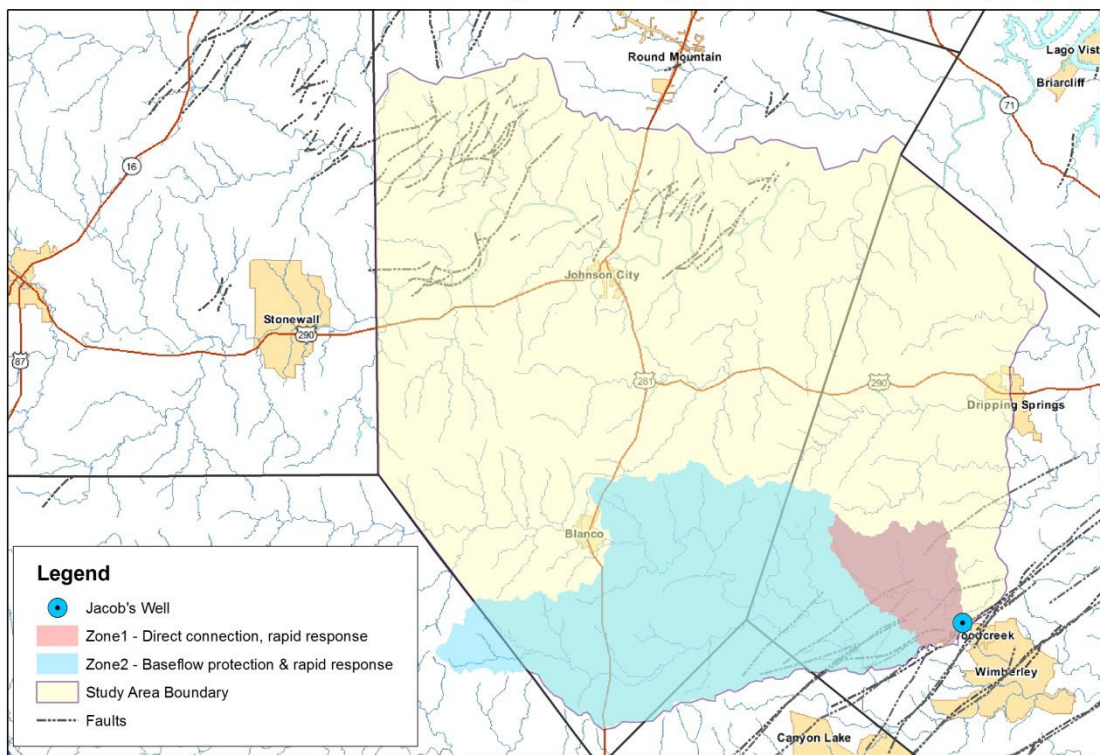 Round Mountain
Lago Vist
Briarcliff
71
16
Johnson City
Stonewall
290
87
281
290
Dripping Springs
Blanco
Legend
Jacob's Well
Zone1 - Direct connection, rapid response
Zone2 - Baseflow protection & rapid response
Study Area Boundary
Faults
oodcreek
Wimberley
Canyon Lake